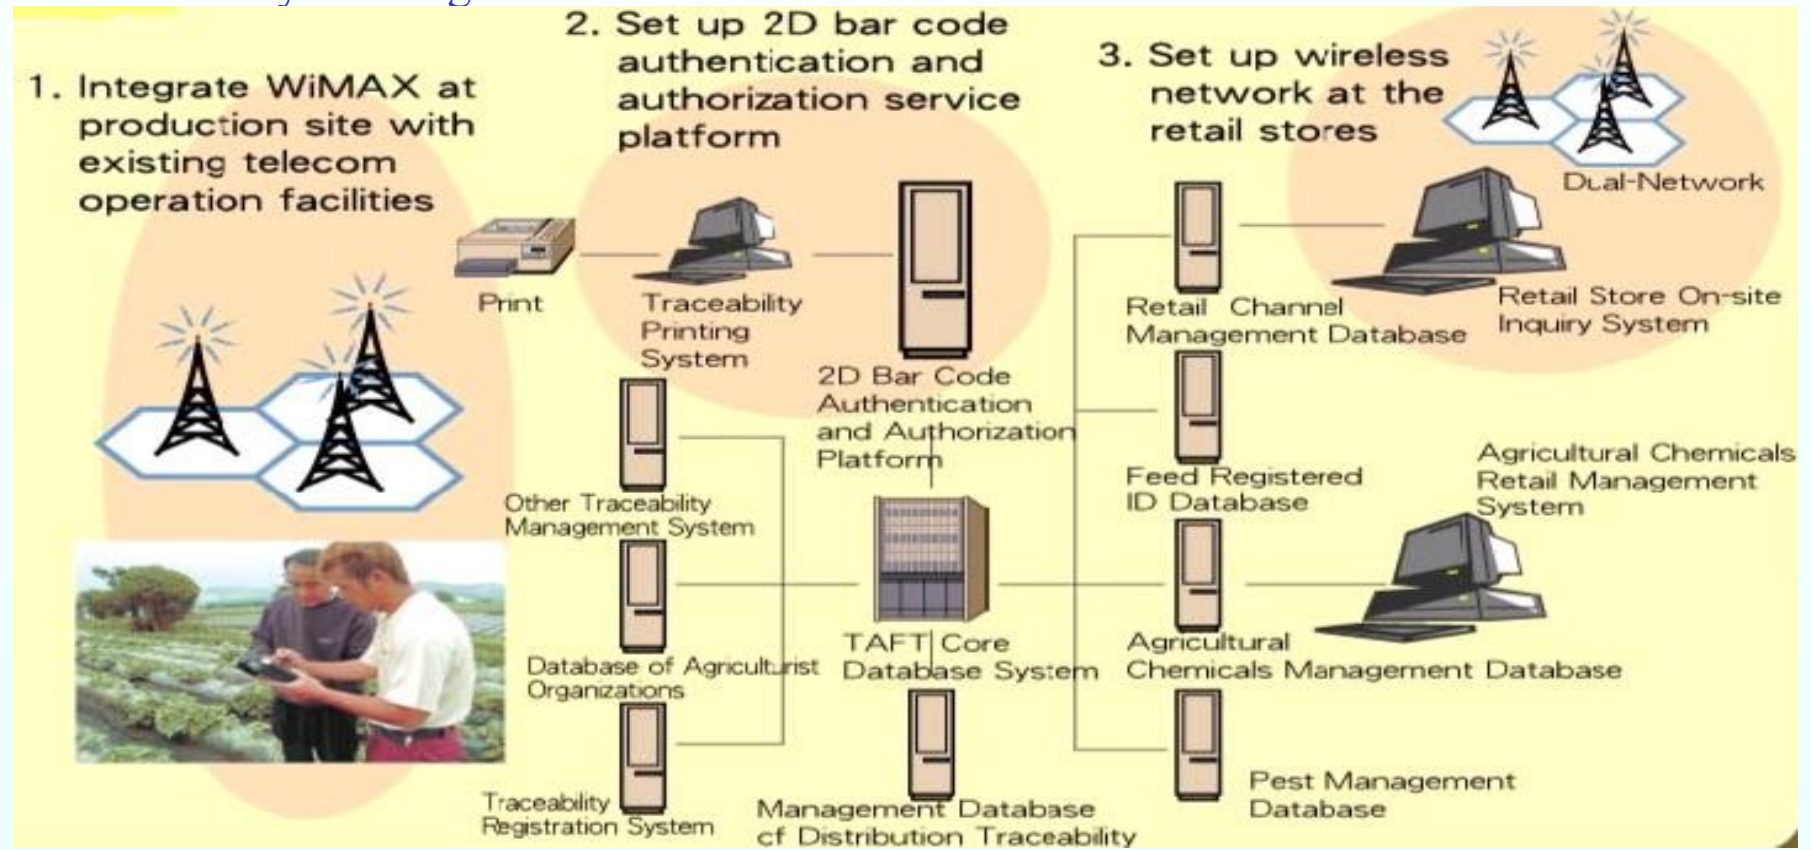 1. Integrate WiMAX at
production site with
existing telecom
operation facilities
2. Set up 2D bar code
authentication and
authorization service
platform
3. Set up wireless
network at the
retail stores
Dual-Network
Print
Traceability
Printing
System
2D Bar Code
Authentication
and Authorization
Platform
Retail Channel
Management Database
Retail Store On-site
Inquiry System
Other Traceability
Management System
Feed Registered
ID Database
Agricultural Chemicals
Retail Management
System
Database of Agriculturist
Organizations
TAFT Core
Database System
Agricultural
Chemicals Management Database
Traceability
Registration System
Management Database
of Distribution Traceability
Pest Management
Database